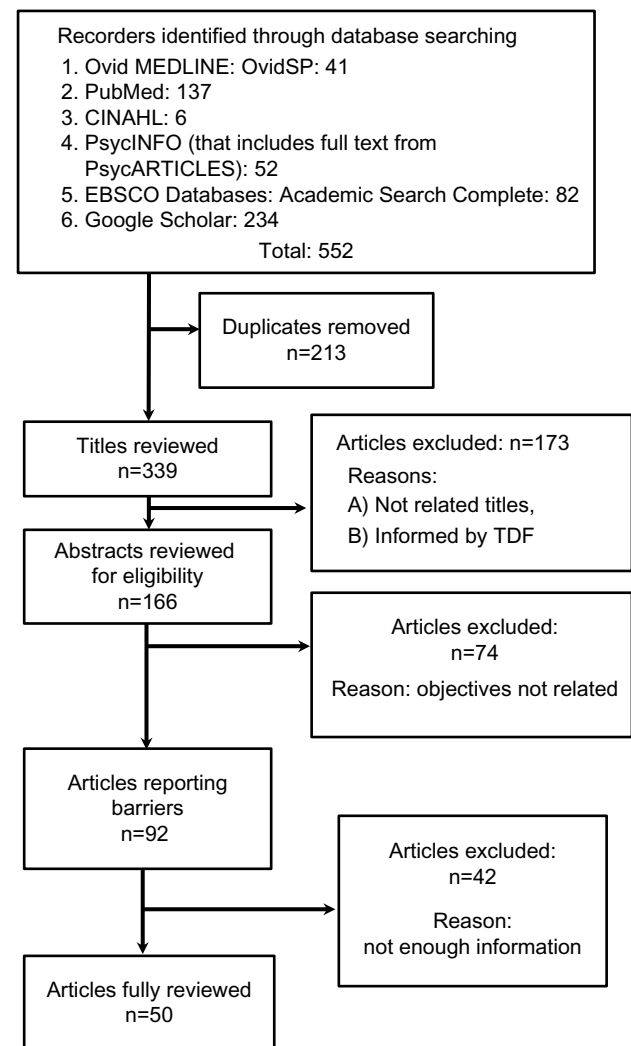 Recorders identified through database searching
1. Ovid MEDLINE: OvidSP: 41
2. PubMed: 137
3. CINAHL: 6
4. PsycINFO (that includes full text from
PsycARTICLES): 52
5. EBSCO Databases: Academic Search Complete: 82
6. Google Scholar: 234
Total: 552
Duplicates removed
n=213
Titles reviewed
n=339
Articles excluded: n=173
Reasons:
A) Not related titles,
B) Informed by TDF
Abstracts reviewed
for eligibility
n=166
Articles excluded:
n=74
Reason: objectives not related
Articles reporting
barriers
n=92
Articles excluded:
n=42
Reason:
not enough information
Articles fully reviewed
n=50